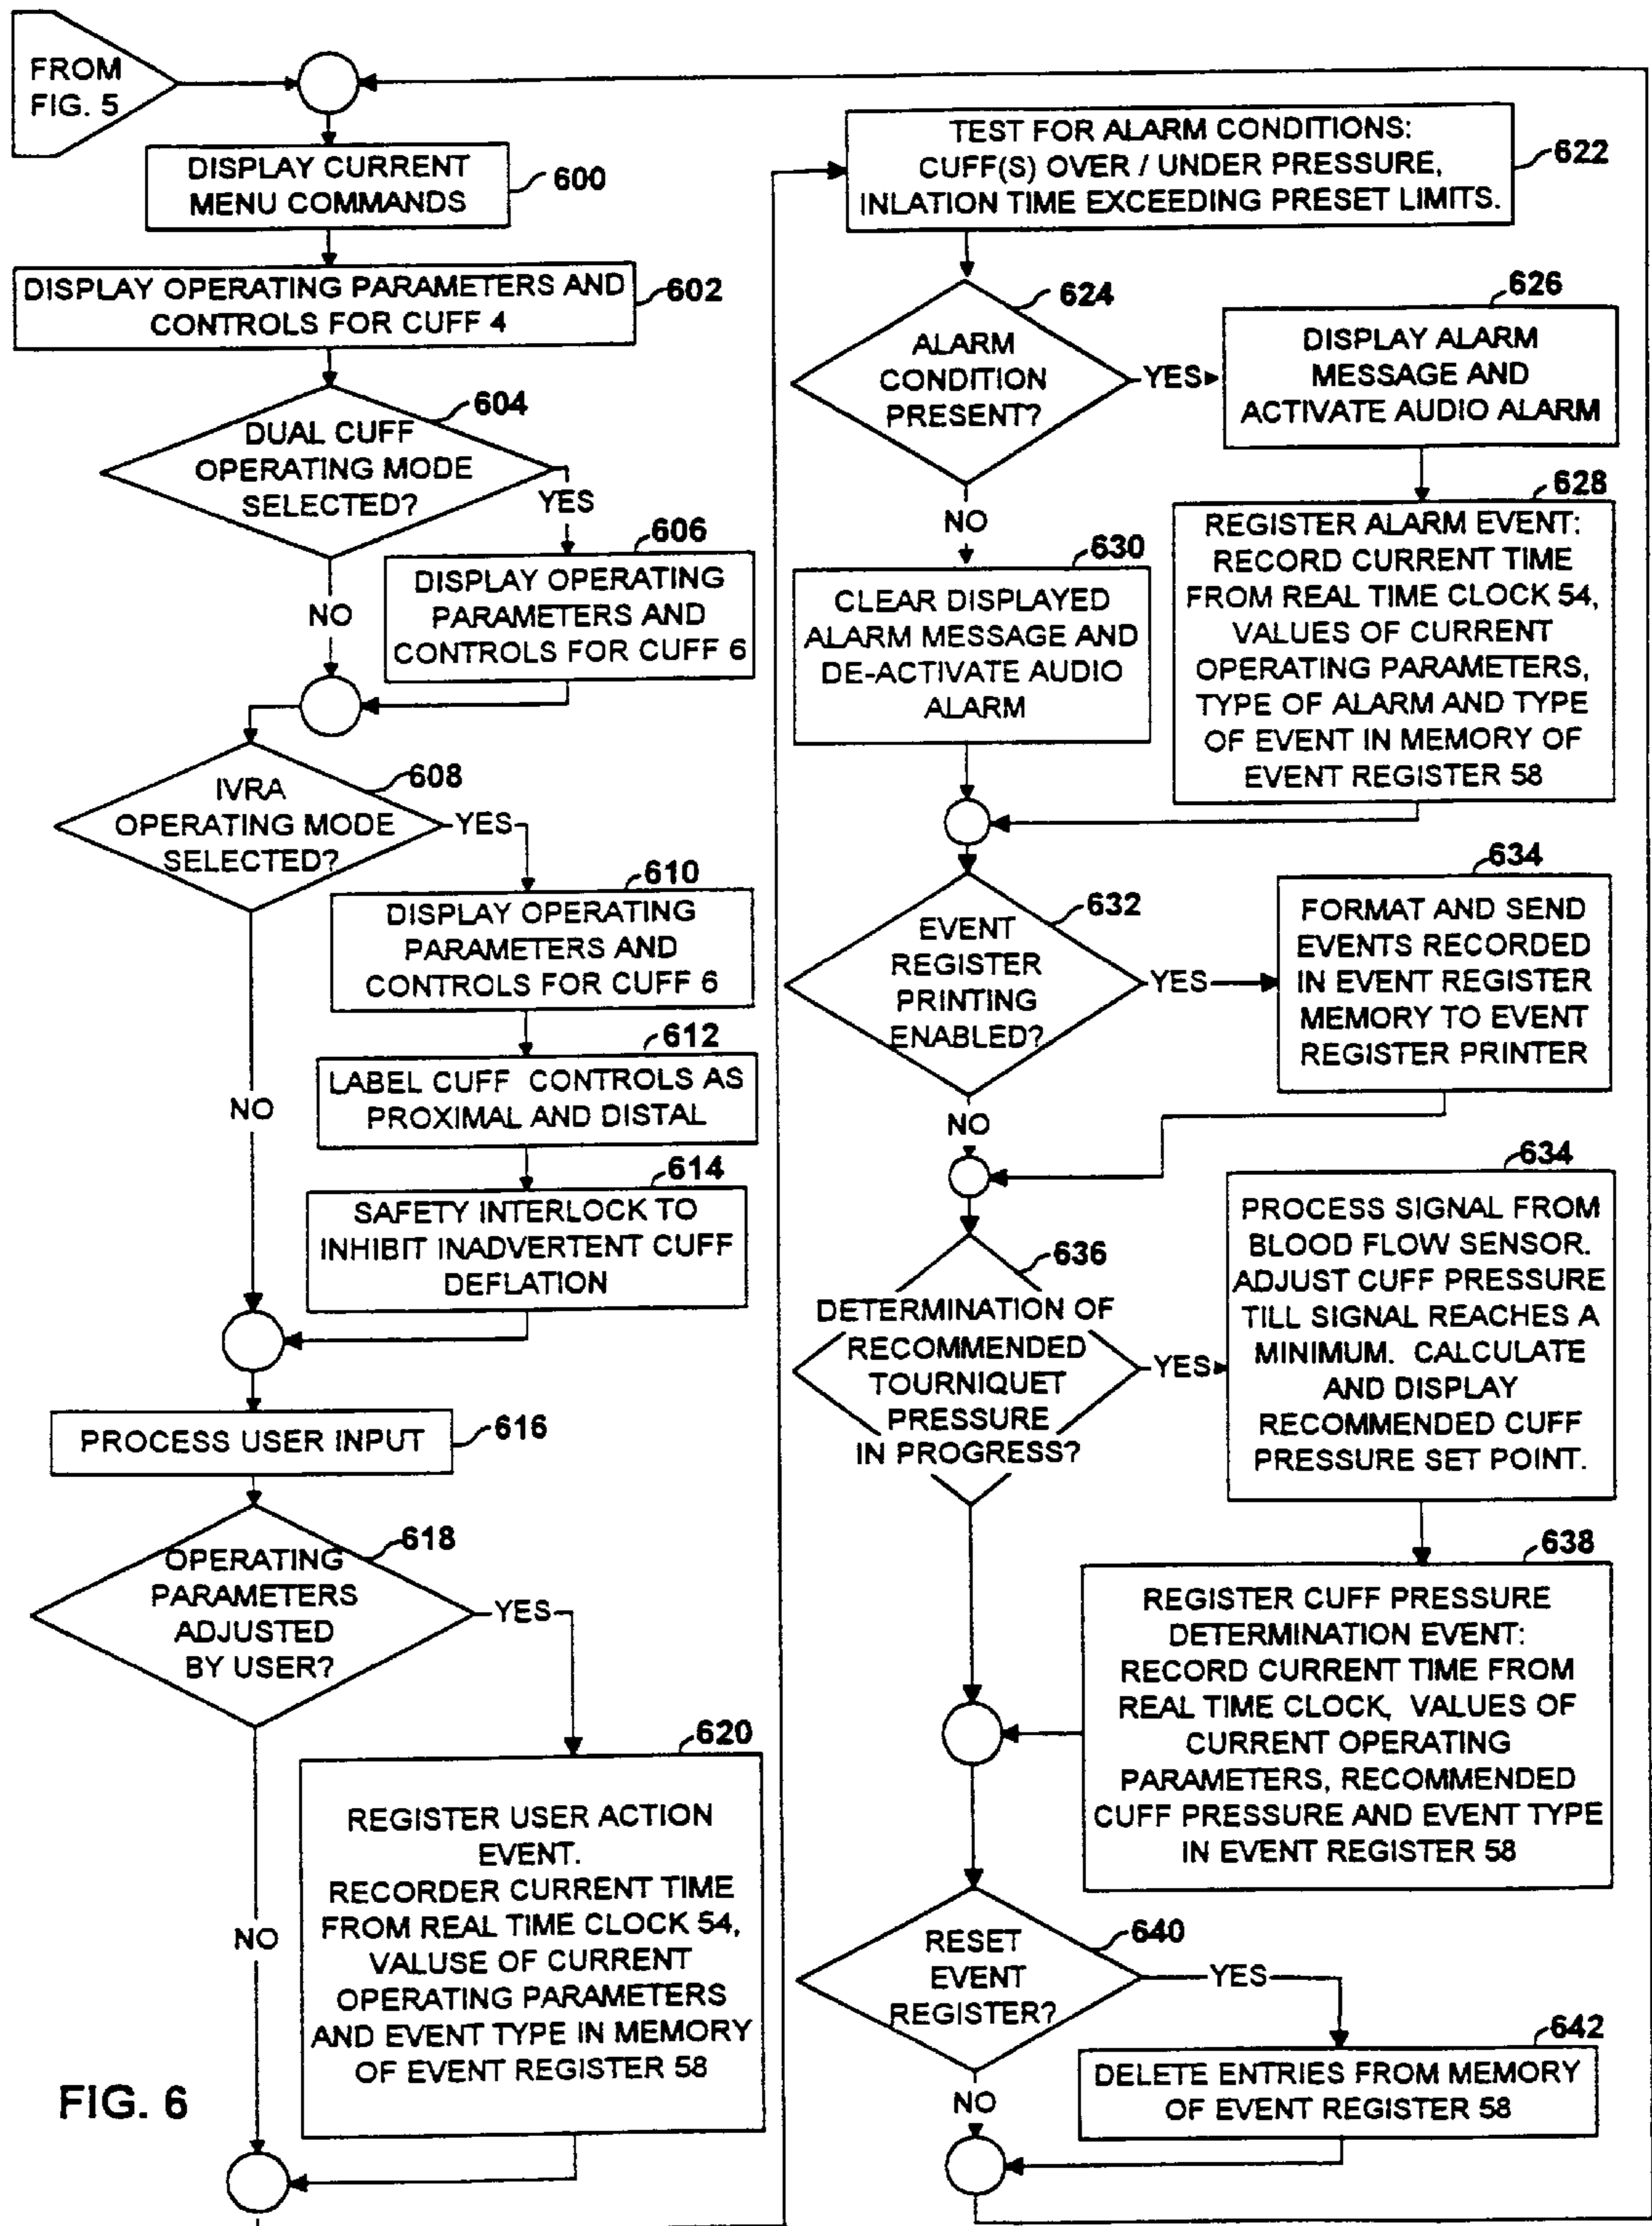 FROM
FIG. 5
DISPLAY CURRENT
MENU COMMANDS
600
DISPLAY OPERATING PARAMETERS AND
CONTROLS FOR CUFF 4
602
DUAL CUFF
OPERATING MODE
SELECTED?
604
YES
NO
606
DISPLAY OPERATING
PARAMETERS AND
CONTROLS FOR CUFF 6
IVRA
OPERATING MODE
SELECTED?
608
YES
NO
610
DISPLAY OPERATING
PARAMETERS AND
CONTROLS FOR CUFF 6
612
LABEL CUFF CONTROLS AS
PROXIMAL AND DISTAL
614
SAFETY INTERLOCK TO
INHIBIT INADVERTENT CUFF
DEFLATION
PROCESS USER INPUT
616
OPERATING
PARAMETERS
ADJUSTED
BY USER?
618
YES
NO
620
REGISTER USER ACTION
EVENT.
RECORDER CURRENT TIME
FROM REAL TIME CLOCK 54,
VALUSE OF CURRENT
OPERATING PARAMETERS
AND EVENT TYPE IN MEMORY
OF EVENT REGISTER 58
FIG. 6
TEST FOR ALARM CONDITIONS:
CUFF(S) OVER / UNDER PRESSURE,
INLATION TIME EXCEEDING PRESET LIMITS.
622
ALARM
CONDITION
PRESENT?
624
YES
NO
626
DISPLAY ALARM
MESSAGE AND
ACTIVATE AUDIO ALARM
628
REGISTER ALARM EVENT:
RECORD CURRENT TIME
FROM REAL TIME CLOCK 54,
VALUES OF CURRENT
OPERATING PARAMETERS,
TYPE OF ALARM AND TYPE
OF EVENT IN MEMORY OF
EVENT REGISTER 58
630
CLEAR DISPLAYED
ALARM MESSAGE AND
DE-ACTIVATE AUDIO
ALARM
EVENT
REGISTER
PRINTING
ENABLED?
632
YES
NO
634
FORMAT AND SEND
EVENTS RECORDED
IN EVENT REGISTER
MEMORY TO EVENT
REGISTER PRINTER
DETERMINATION OF
RECOMMENDED
TOURNIQUET
PRESSURE
IN PROGRESS?
636
YES
634
PROCESS SIGNAL FROM
BLOOD FLOW SENSOR.
ADJUST CUFF PRESSURE
TILL SIGNAL REACHES A
MINIMUM. CALCULATE
AND DISPLAY
RECOMMENDED CUFF
PRESSURE SET POINT.
638
REGISTER CUFF PRESSURE
DETERMINATION EVENT:
RECORD CURRENT TIME FROM
REAL TIME CLOCK, VALUES OF
CURRENT OPERATING
PARAMETERS, RECOMMENDED
CUFF PRESSURE AND EVENT TYPE
IN EVENT REGISTER 58
RESET
EVENT
REGISTER?
640
YES
NO
642
DELETE ENTRIES FROM MEMORY
OF EVENT REGISTER 58